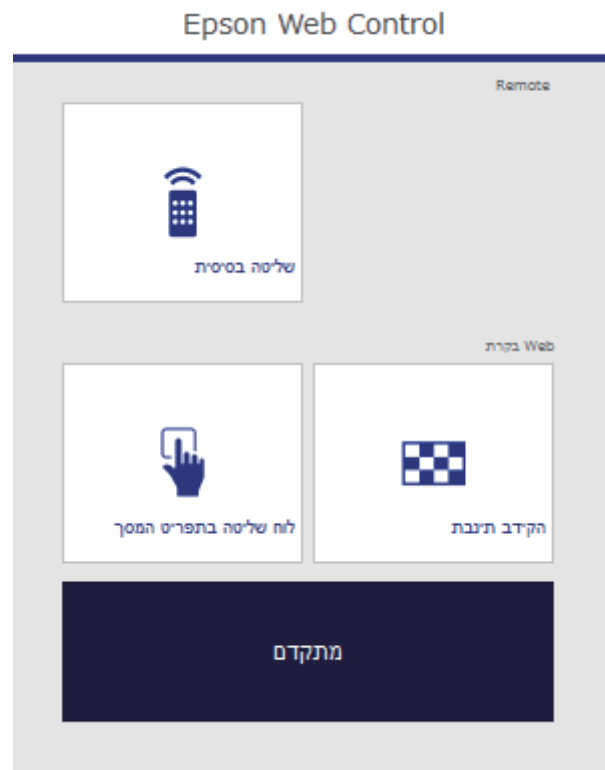 Epson Web Control
Remote
שליטה בסיסית
Web בקרת
הקידב תינבת
לוח שליטה בתפריט המסך
מתקדם